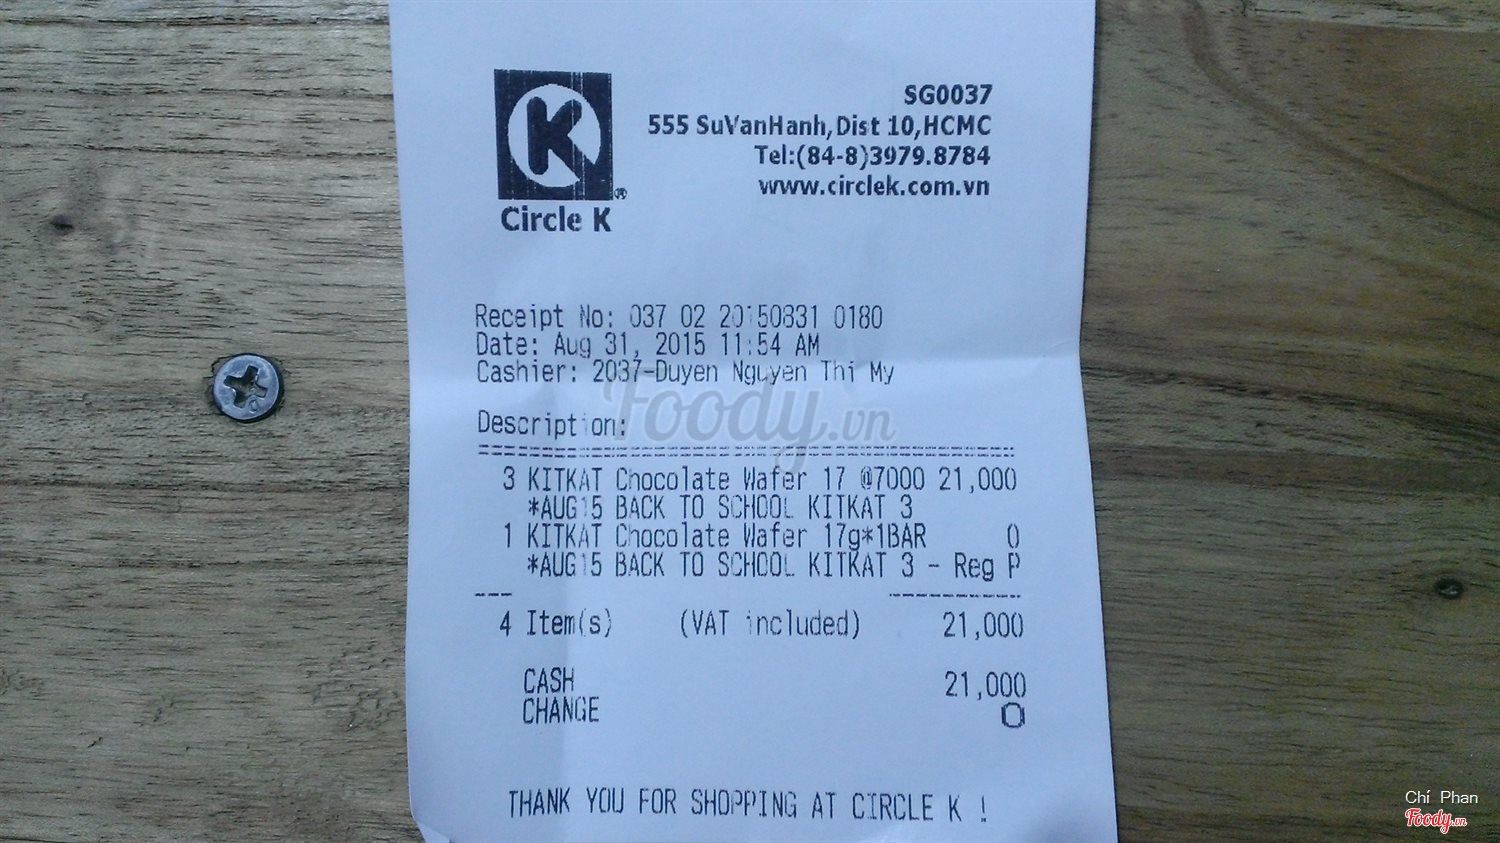 SG0037
555 SuVanHanh,Dist 10,HCMC
Tel:(84-8)3979.8784
www.circlek.com.vn
K
®
Circle K
Receipt No: 037 02 20150831 0180
Date: Aug 31, 2015 11:54 AM
Cashier: 2037-Duyen Nguyen Thi My
Foody.vn
Description:
3 KITKAT Chocolate Wafer 17 @7000 21,000
*AUG15 BACK TO SCHOOL KITKAT 3
1 KITKAT Chocolate Wafer 17g*1BAR 0
*AUG15 BACK TO SCHOOL KITKAT 3 - Reg P
4 Item(s) (VAT included) 21,000
CASH 21,000
CHANGE 0
THANK YOU FOR SHOPPING AT CIRCLE K !
Chí Phan
Foody.vn